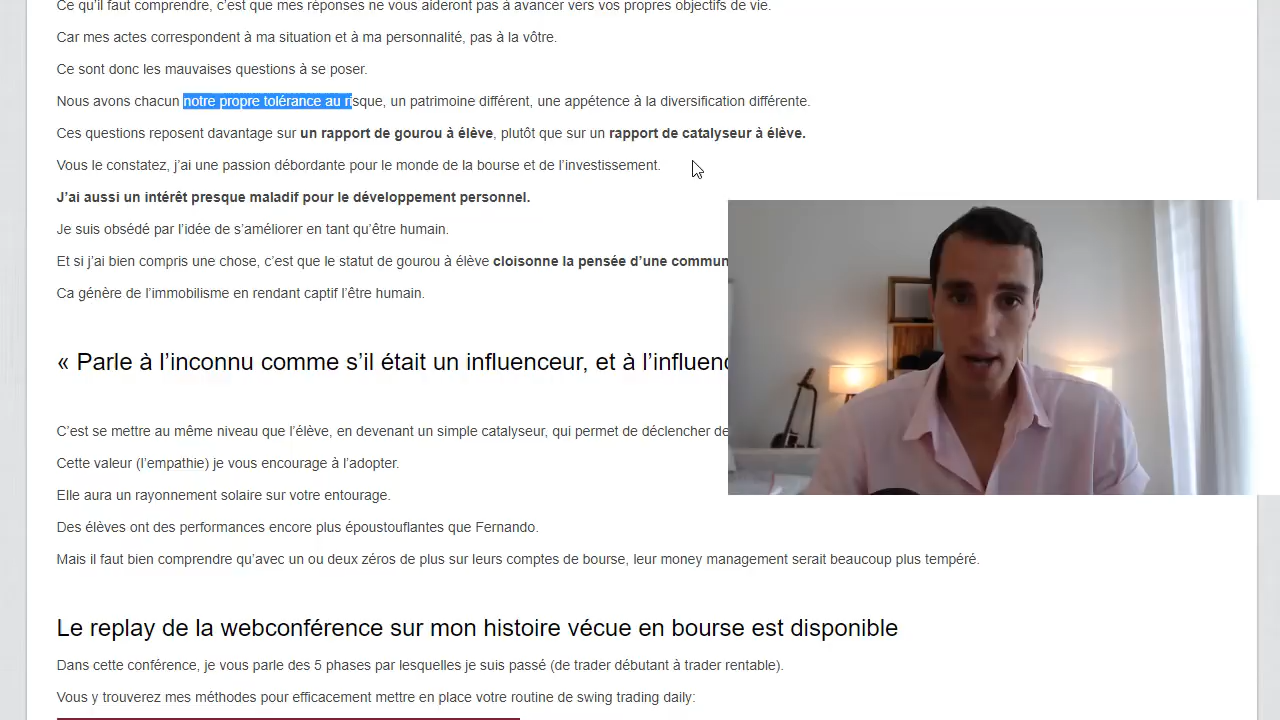 Ce qu’il faut comprendre, c’est que mes réponses ne vous aideront pas à avancer vers vos propres objectifs de vie.
Car mes actes correspondent à ma situation et à ma personnalité, pas à la vôtre.
Ce sont donc les mauvaises questions à se poser.
Nous avons chacun notre propre tolérance au risque, un patrimoine différent, une appétence à la diversification différente.
Ces questions reposent davantage sur un rapport de gourou à élève, plutôt que sur un rapport de catalyseur à élève.
Vous le constatez, j’ai une passion débordante pour le monde de la bourse et de l’investissement.
J’ai aussi un intérêt presque maladif pour le développement personnel.
Je suis obsédé par l’idée de s’améliorer en tant qu’être humain.
Et si j’ai bien compris une chose, c’est que le statut de gourou à élève cloisonne la pensée d’une commun
Ca génère de l’immobilisme en rendant captif l’être humain.
« Parle à l’inconnu comme s’il était un influenceur, et à l’influenc
C’est se mettre au même niveau que l’élève, en devenant un simple catalyseur, qui permet de déclencher de
Cette valeur (l’empathie) je vous encourage à l’adopter.
Elle aura un rayonnement solaire sur votre entourage.
Des élèves ont des performances encore plus époustouflantes que Fernando.
Mais il faut bien comprendre qu’avec un ou deux zéros de plus sur leurs comptes de bourse, leur money management serait beaucoup plus tempéré.
Le replay de la webconférence sur mon histoire vécue en bourse est disponible
Dans cette conférence, je vous parle des 5 phases par lesquelles je suis passé (de trader débutant à trader rentable).
Vous y trouverez mes méthodes pour efficacement mettre en place votre routine de swing trading daily: